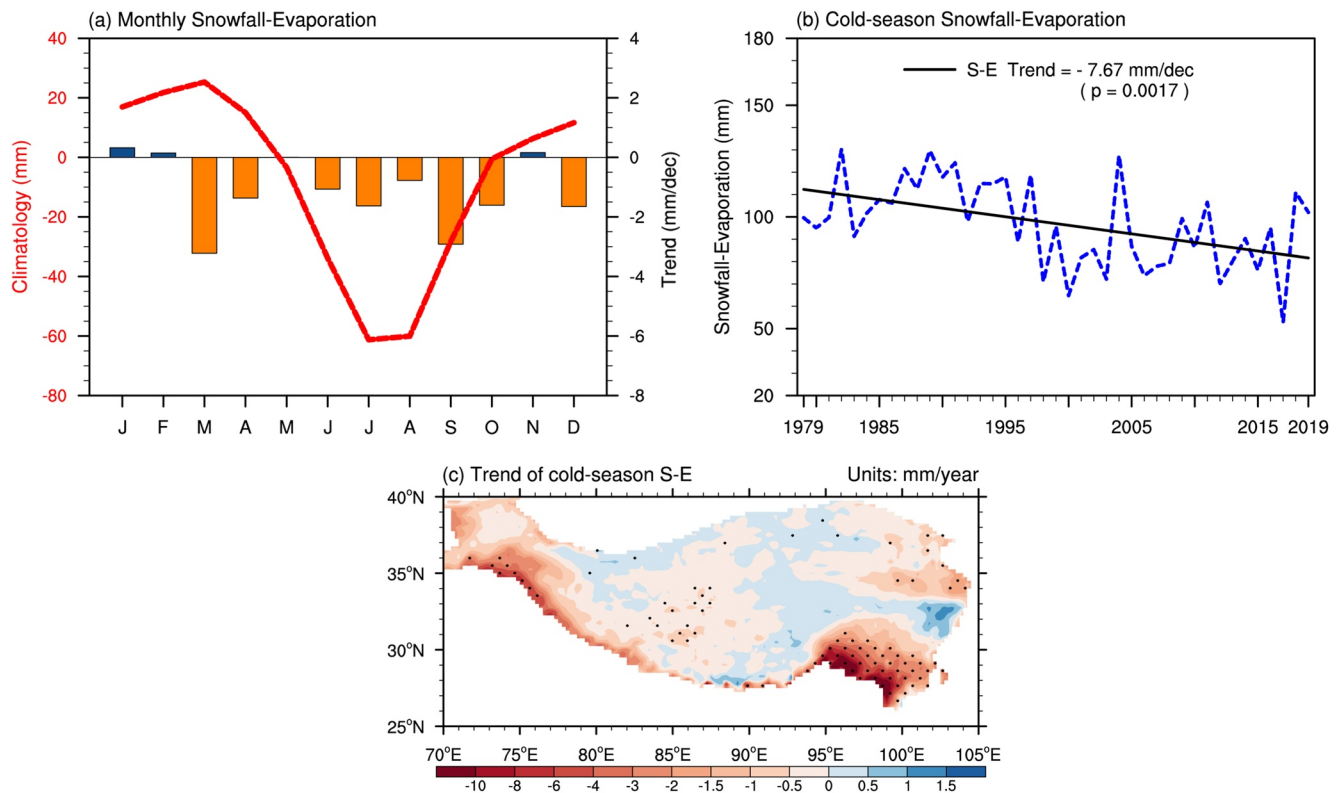 (a) Monthly Snowfall-Evaporation
40
20
0
-20
-40
-60
-80
Climatology (mm)
4
2
0
-2
-4
-6
-8
Trend (mm/dec)
J F M A M J J A S O N D
(b) Cold-season Snowfall-Evaporation
180
150
100
50
20
Snowfall-Evaporation (mm)
S-E Trend = - 7.67 mm/dec
( p = 0.0017 )
1979 1985 1995 2005 2015 2019
(c) Trend of cold-season S-E Units: mm/year
40°N
35°N
30°N
25°N
70°E 75°E 80°E 85°E 90°E 95°E 100°E 105°E
-10 -8 -6 -4 -3 -2 -1.5 -1 -0.5 0 0.5 1 1.5